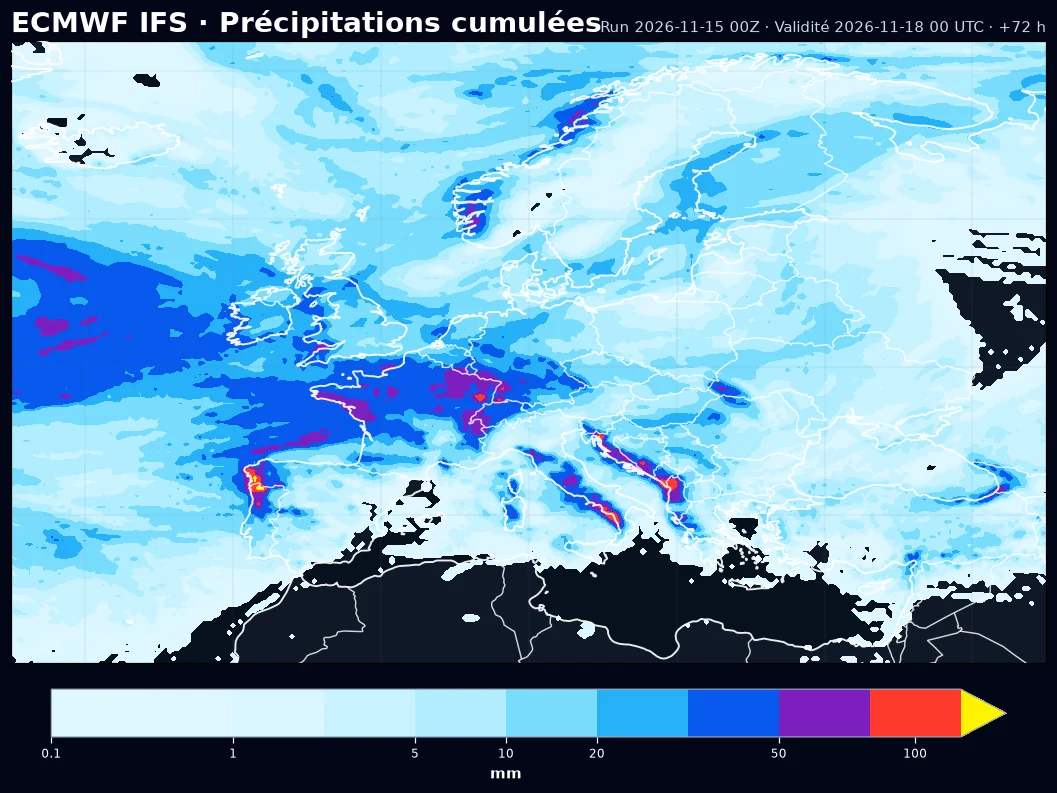 ECMWF IFS · Précipitations cumulées
Run 2026-11-15 00Z · Validité 2026-11-18 00 UTC · +72 h
0.1 1 5 10 20 50 100
mm